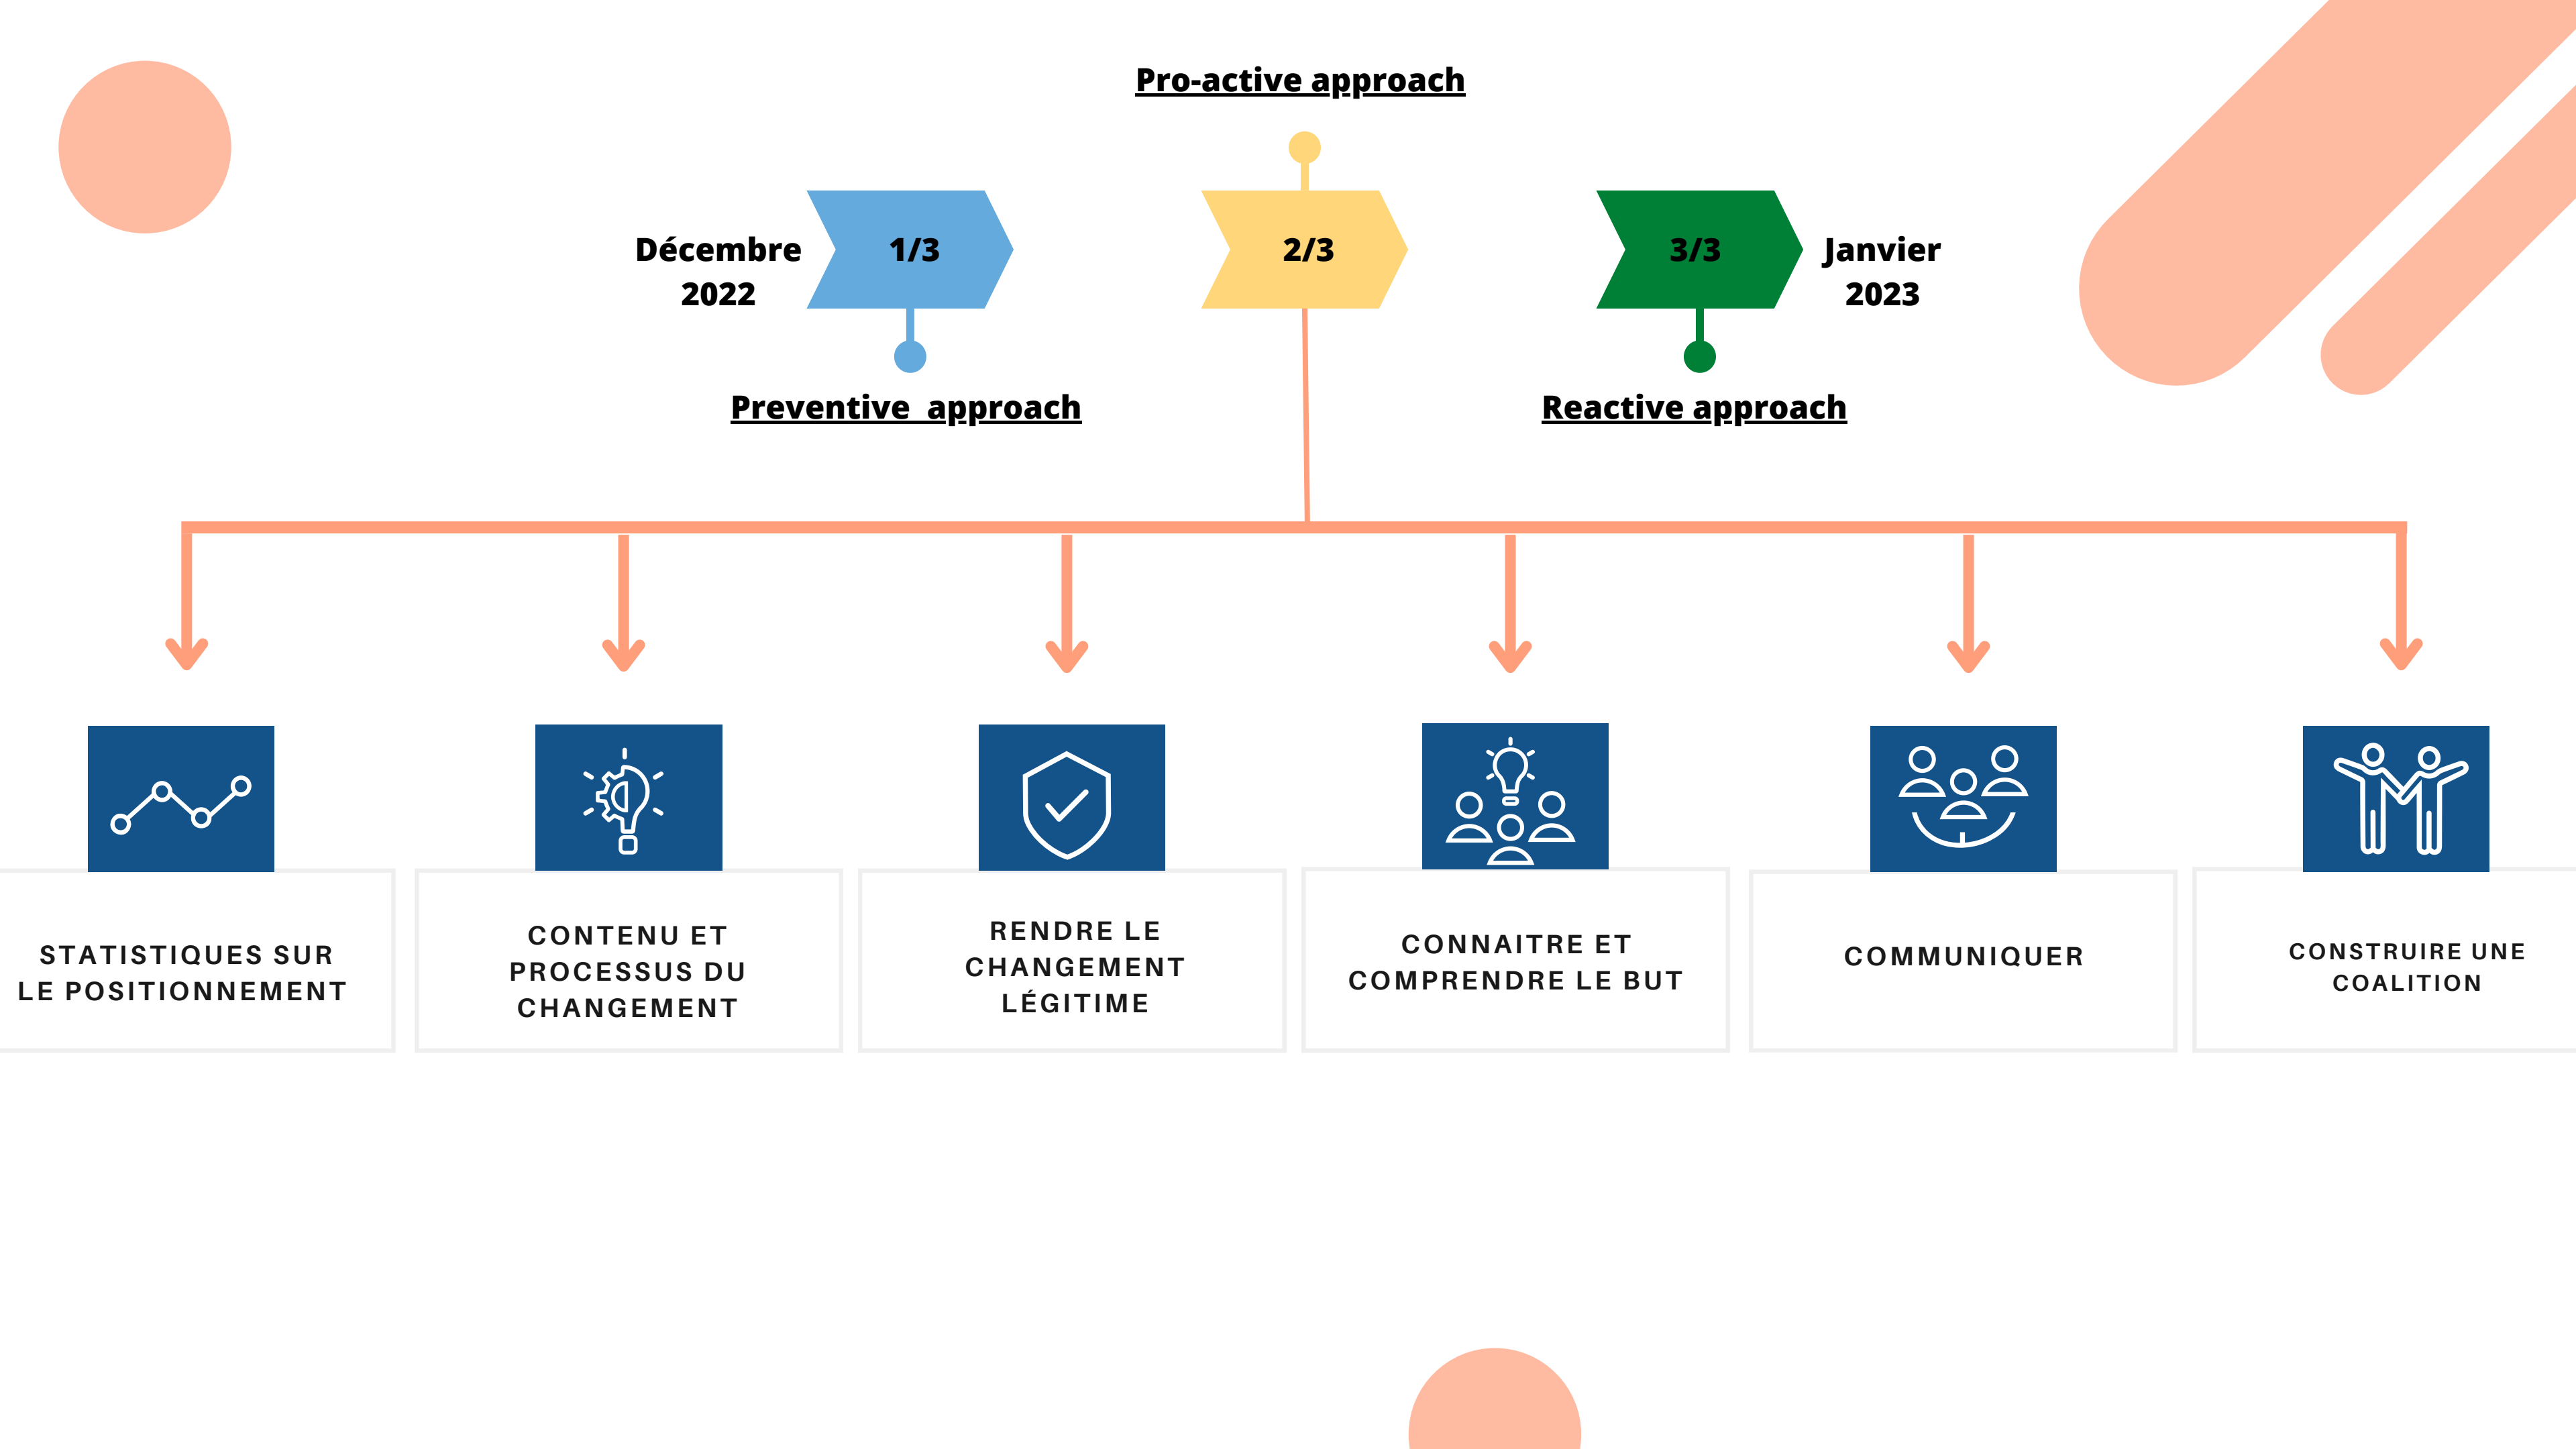 Pro-active approach
Décembre
2022
1/3
2/3
3/3
Janvier
2023
Preventive  approach
Reactive approach
STATISTIQUES SUR
LE POSITIONNEMENT
CONTENU ET
PROCESSUS DU
CHANGEMENT
RENDRE LE
CHANGEMENT
LÉGITIME
CONNAITRE ET
COMPRENDRE LE BUT
COMMUNIQUER
CONSTRUIRE UNE
COALITION